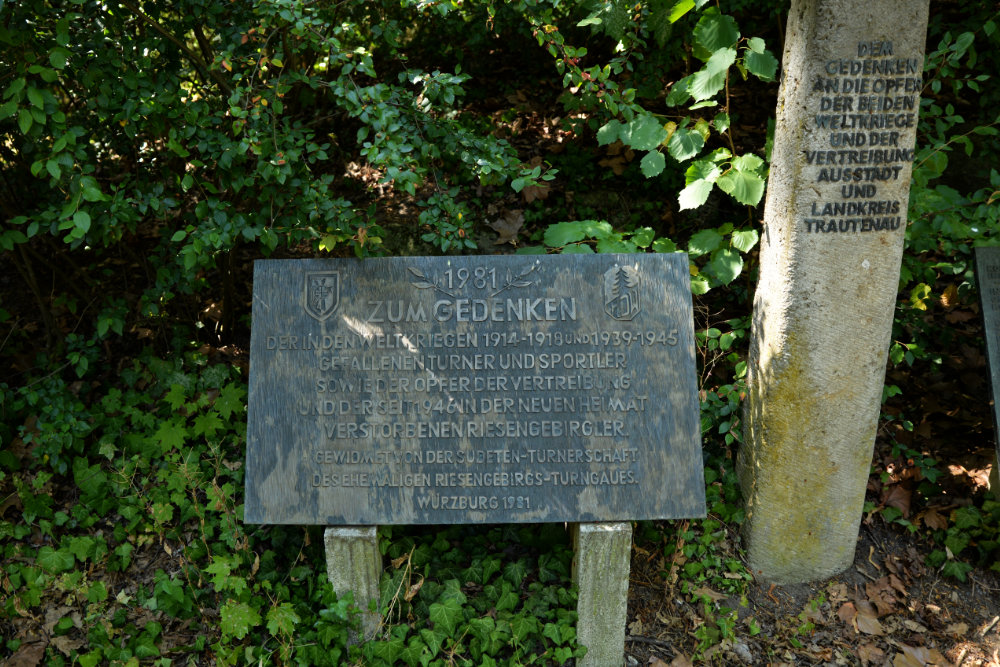 1981
ZUM GEDENKEN
DER IN DEN WELTKRIEGEN 1914-1918 UND 1939-1945
GEFALLENEN TURNER UND SPORTLER
SOWIE DER OPFER DER VERTREIBUNG
UND DER SEIT 1946 IN DER NEUEN HEIMAT
VERSTORBENEN RIESENGEBIRGLER.
GEWIDMET VON DER SUDETEN-TURNERSCHAFT
DES EHEMALIGEN RIESENGEBIRGS-TURNGAUES.
WÜRZBURG 1981
DEM
GEDENKEN
AN DIE OPFER
DER BEIDEN
WELTKRIEGE
UND DER
VERTREIBUNG
AUS STADT
UND
LANDKREIS
TRAUTENAU